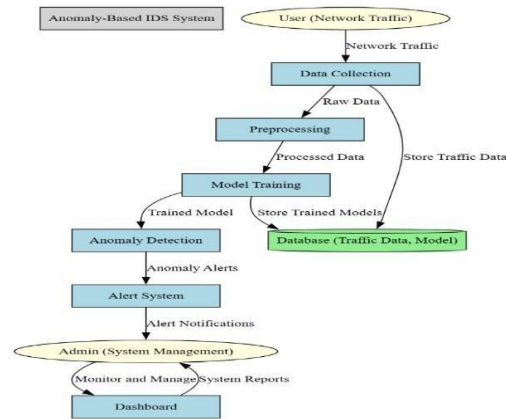 Anomaly-Based IDS System
User (Network Traffic)
Network Traffic
Data Collection
Raw Data
Preprocessing
Store Traffic Data
Processed Data
Model Training
Trained Model
Store Trained Models
Anomaly Detection
Database (Traffic Data, Model)
Anomaly Alerts
Alert System
Alert Notifications
Admin (System Management)
Monitor and Manage
System Reports
Dashboard